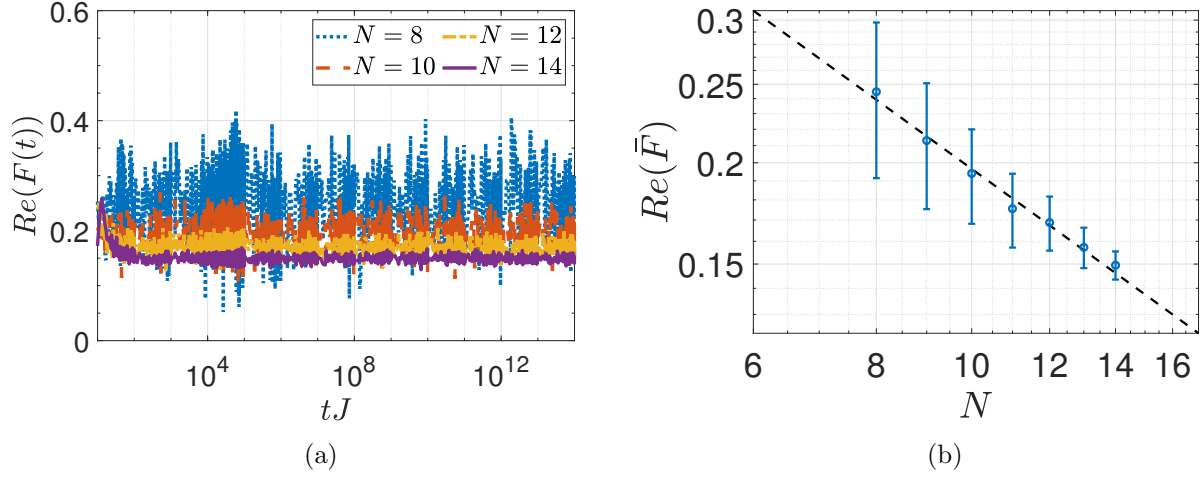 0.6
0.4
0.2
0
Re(F(t))
N = 8
N = 12
N = 10
N = 14
10^4
10^8
10^12
tJ
(a)
0.3
0.25
0.2
0.15
Re(F̄)
6
8
10
12
14
16
N
(b)